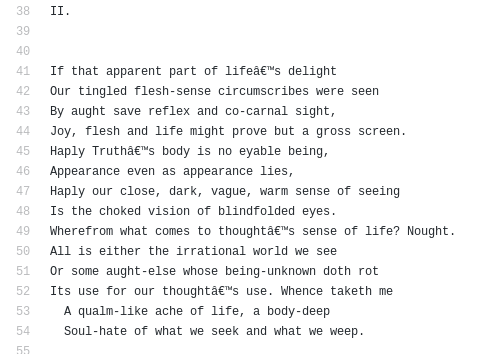 38 II.
39
40
41 If that apparent part of lifeâ€™s delight
42 Our tingled flesh-sense circumscribes were seen
43 By aught save reflex and co-carnal sight,
44 Joy, flesh and life might prove but a gross screen.
45 Haply Truthâ€™s body is no eyable being,
46 Appearance even as appearance lies,
47 Haply our close, dark, vague, warm sense of seeing
48 Is the choked vision of blindfolded eyes.
49 Wherefrom what comes to thoughtâ€™s sense of life? Nought.
50 All is either the irrational world we see
51 Or some aught-else whose being-unknown doth rot
52 Its use for our thoughtâ€™s use. Whence taketh me
53 A qualm-like ache of life, a body-deep
54 Soul-hate of what we seek and what we weep.
55